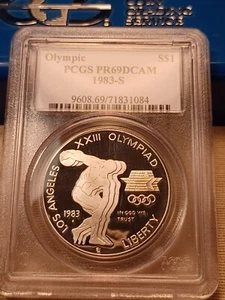 Olympic $1
PCGS PR69DCAM
1983-S
9608.69/71831084
LOS ANGELES XXIII OLYMPIAD
1983
S
IN GOD WE
TRUST
LIBERTY